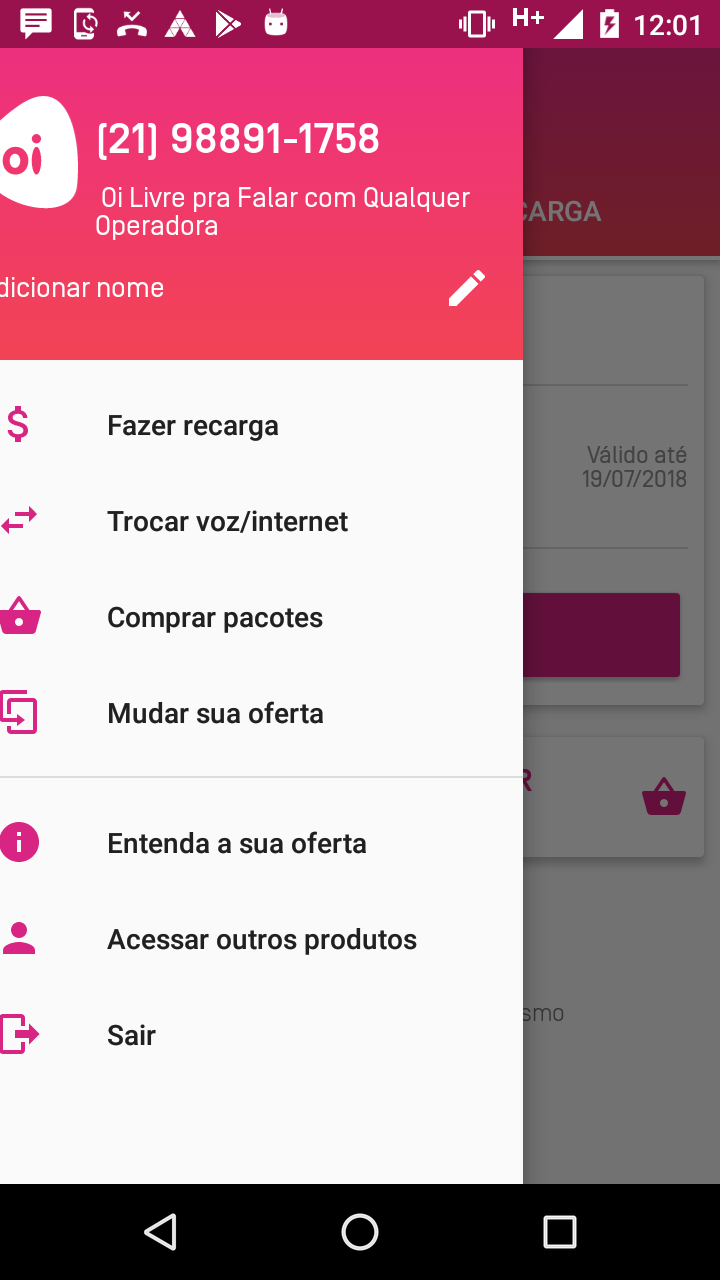 H+ 12:01
oi
(21) 98891-1758
Oi Livre pra Falar com Qualquer
Operadora
dicionar nome
CARGA
Fazer recarga
Válido até
19/07/2018
Trocar voz/internet
Comprar pacotes
Mudar sua oferta
R
Entenda a sua oferta
Acessar outros produtos
smo
Sair